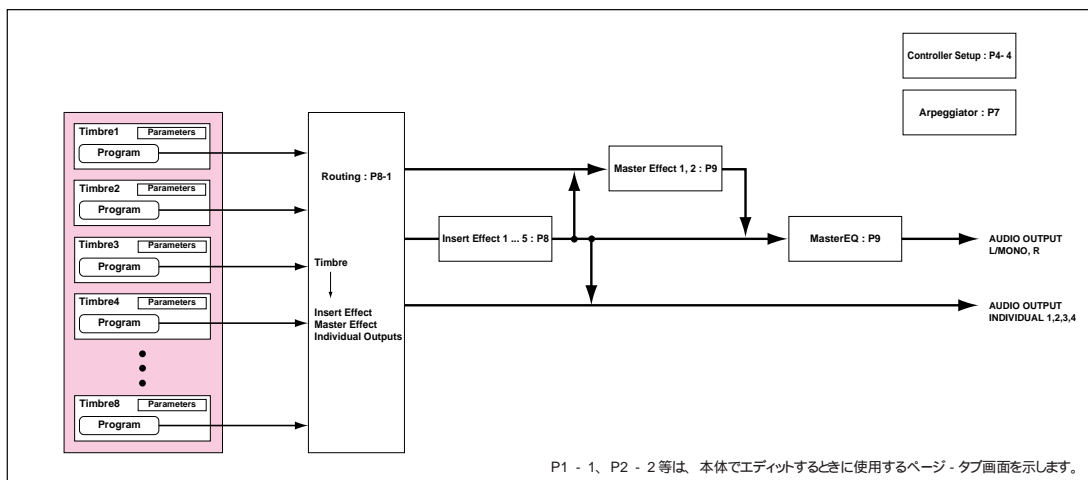 Controller Setup : P4- 4
Arpeggiator : P7
Timbre1
Parameters
Program
Timbre2
Parameters
Program
Timbre3
Parameters
Program
Timbre4
Parameters
Program
Timbre8
Parameters
Program
Routing : P8-1
Timbre
Insert Effect
Master Effect
Individual Outputs
Insert Effect 1 ... 5 : P8
Master Effect 1, 2 : P9
MasterEQ : P9
AUDIO OUTPUT
L/MONO, R
AUDIO OUTPUT
INDIVIDUAL 1,2,3,4
P1 - 1、P2 - 2等は、本体でエディットするときに使用するページ - タブ画面を示します。